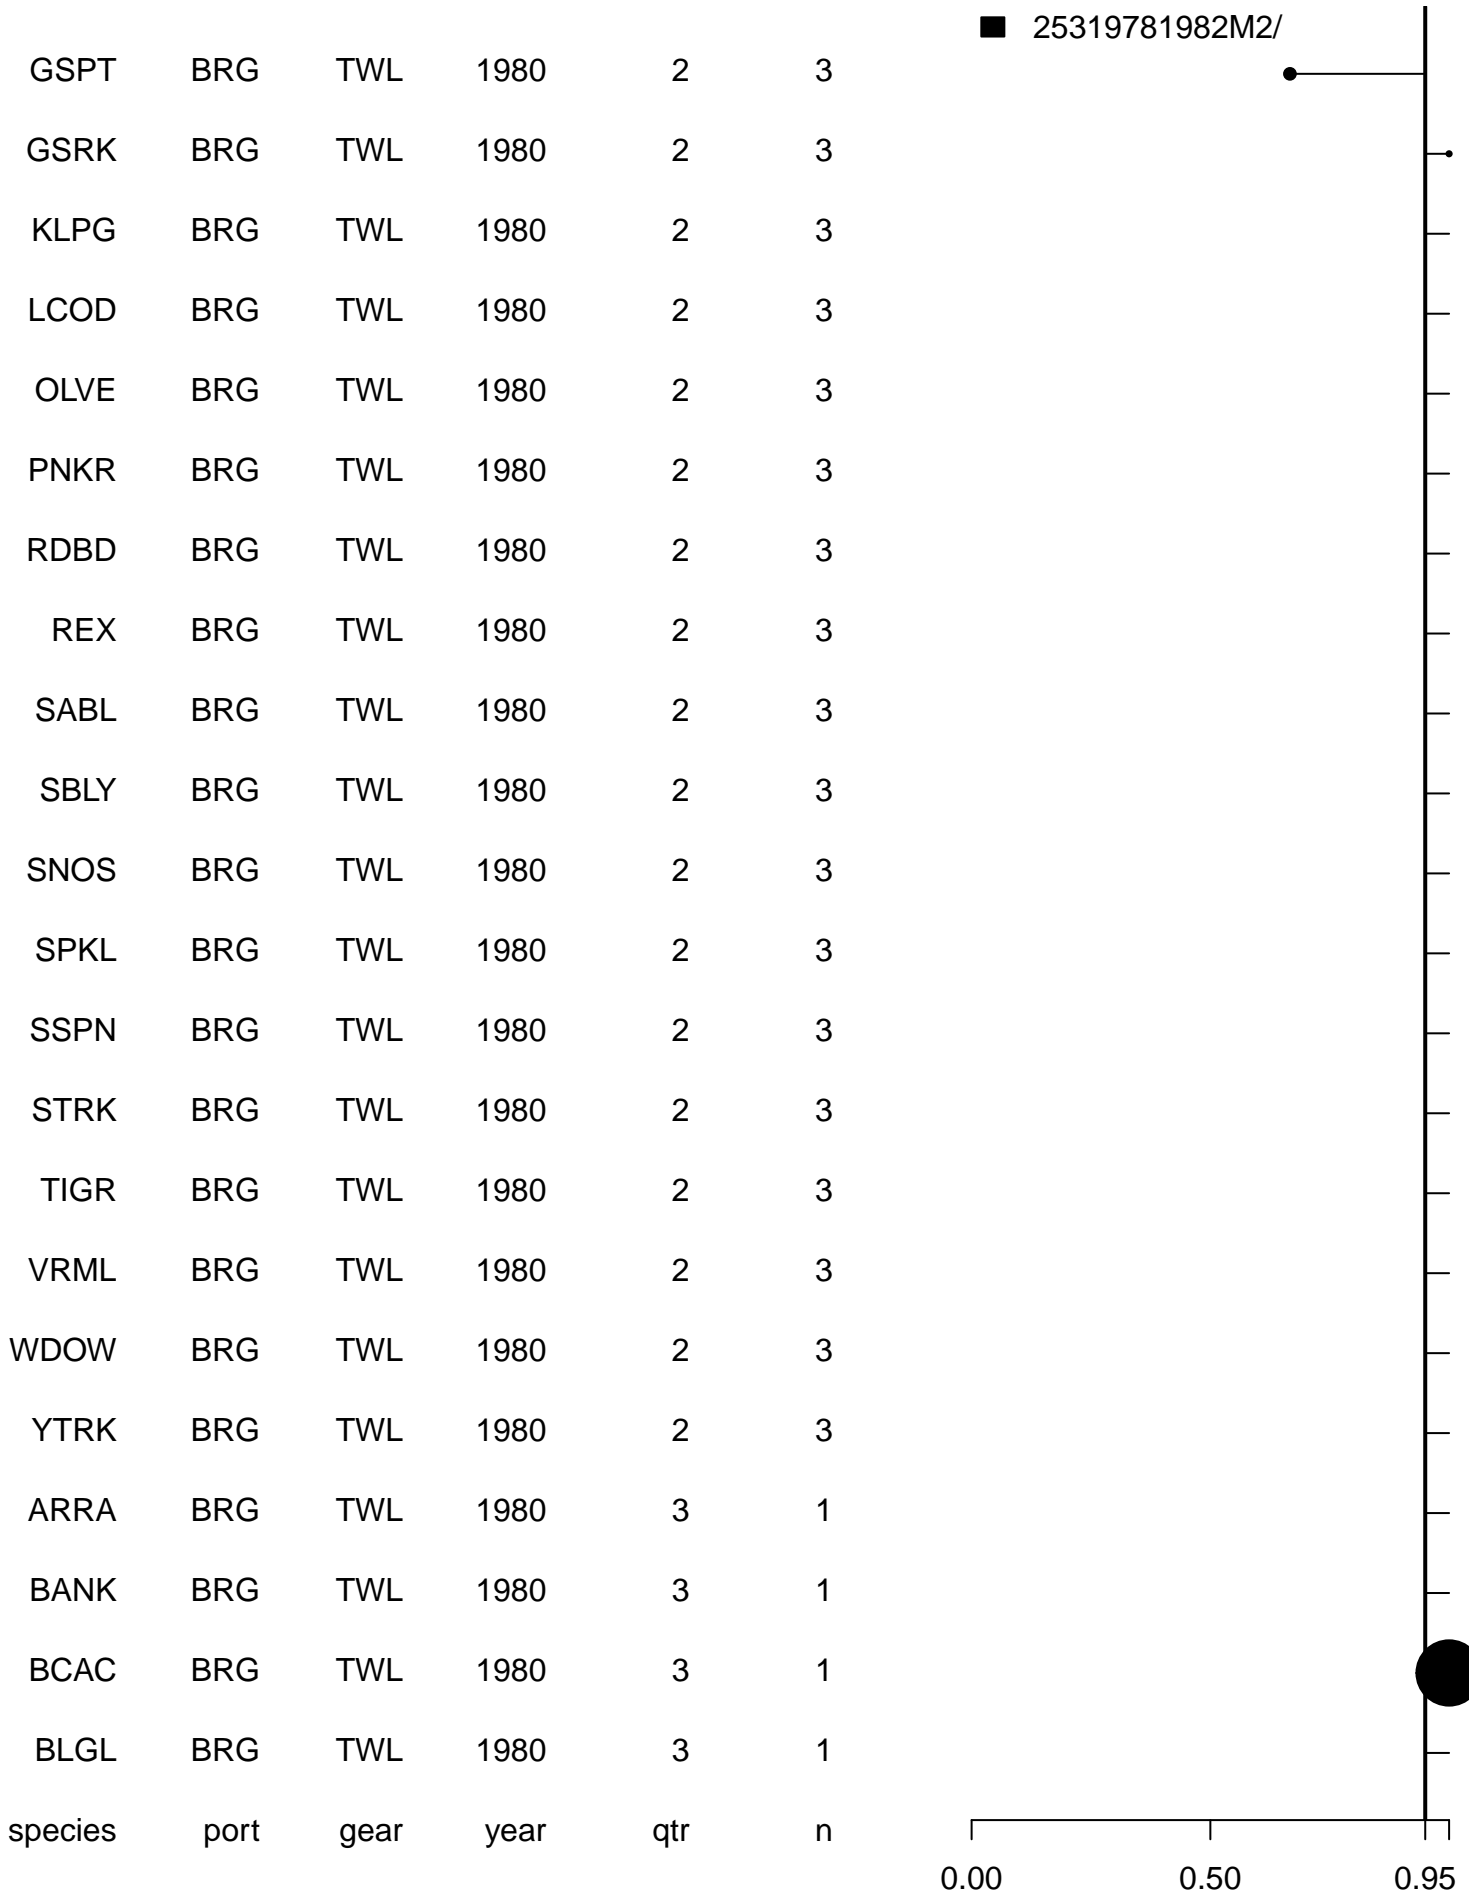 25319781982M2/
GSPT BRG TWL 1980 2 3
GSRK BRG TWL 1980 2 3
KLPG BRG TWL 1980 2 3
LCOD BRG TWL 1980 2 3
OLVE BRG TWL 1980 2 3
PNKR BRG TWL 1980 2 3
RDBD BRG TWL 1980 2 3
REX BRG TWL 1980 2 3
SABL BRG TWL 1980 2 3
SBLY BRG TWL 1980 2 3
SNOS BRG TWL 1980 2 3
SPKL BRG TWL 1980 2 3
SSPN BRG TWL 1980 2 3
STRK BRG TWL 1980 2 3
TIGR BRG TWL 1980 2 3
VRML BRG TWL 1980 2 3
WDOW BRG TWL 1980 2 3
YTRK BRG TWL 1980 2 3
ARRA BRG TWL 1980 3 1
BANK BRG TWL 1980 3 1
BCAC BRG TWL 1980 3 1
BLGL BRG TWL 1980 3 1
species port gear year qtr n
0.00 0.50 0.95